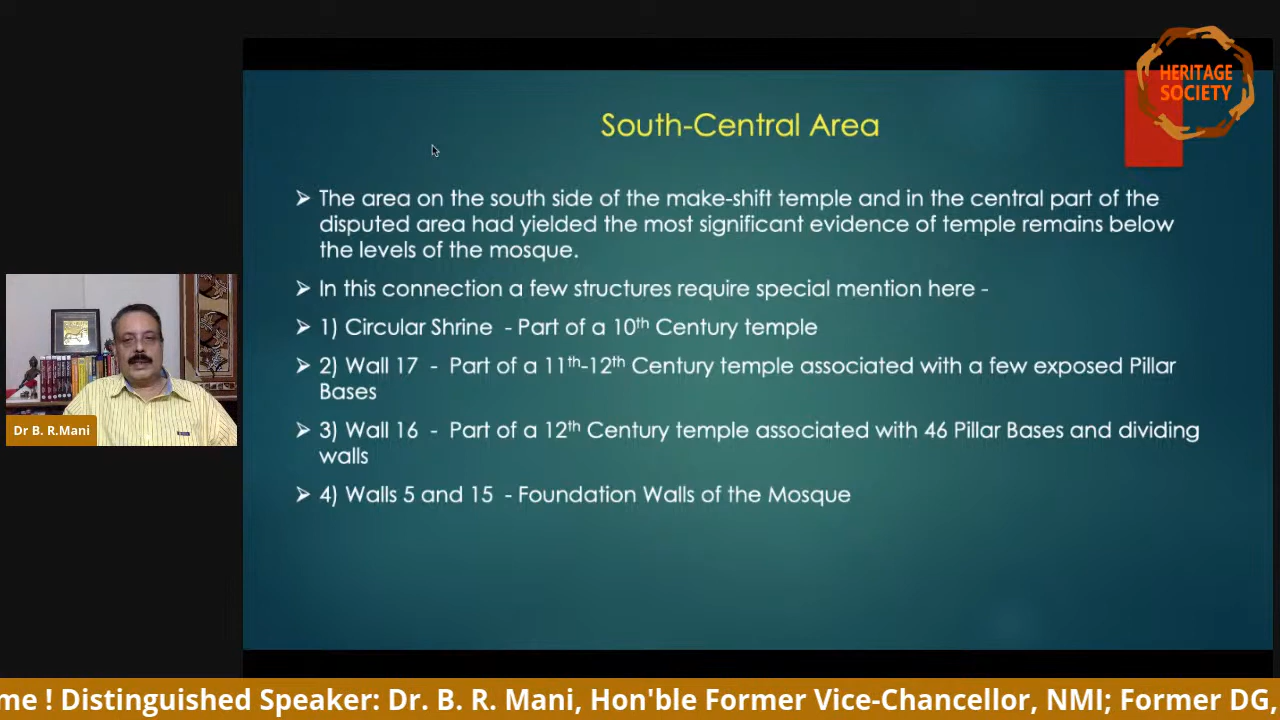 HERITAGE
SOCIETY
South-Central Area
➢ The area on the south side of the make-shift temple and in the central part of the
disputed area had yielded the most significant evidence of temple remains below
the levels of the mosque.
➢ In this connection a few structures require special mention here -
➢ 1) Circular Shrine - Part of a 10th Century temple
➢ 2) Wall 17 - Part of a 11th-12th Century temple associated with a few exposed Pillar
Bases
➢ 3) Wall 16 - Part of a 12th Century temple associated with 46 Pillar Bases and dividing
walls
➢ 4) Walls 5 and 15 - Foundation Walls of the Mosque
Dr B. R.Mani
me ! Distinguished Speaker: Dr. B. R. Mani, Hon'ble Former Vice-Chancellor, NMI; Former DG,